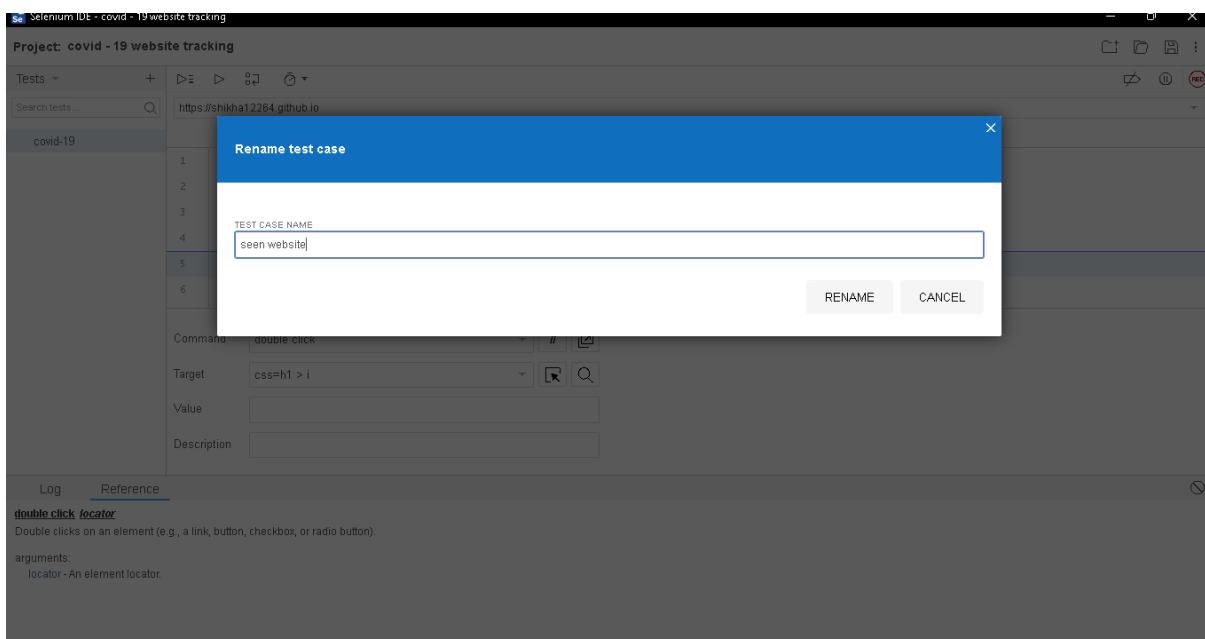 Se Selenium IDE - covid - 19 website tracking
Project: covid - 19 website tracking
Tests
REC
Search tests...
https://shikha12264.github.io
covid-19
Rename test case
1
2
3
4
5
6
TEST CASE NAME
seen website
RENAME CANCEL
Command double click //
Target css=h1 > i
Value
Description
Log Reference
double click locator
Double clicks on an element (e.g., a link, button, checkbox, or radio button).
arguments:
locator - An element locator.